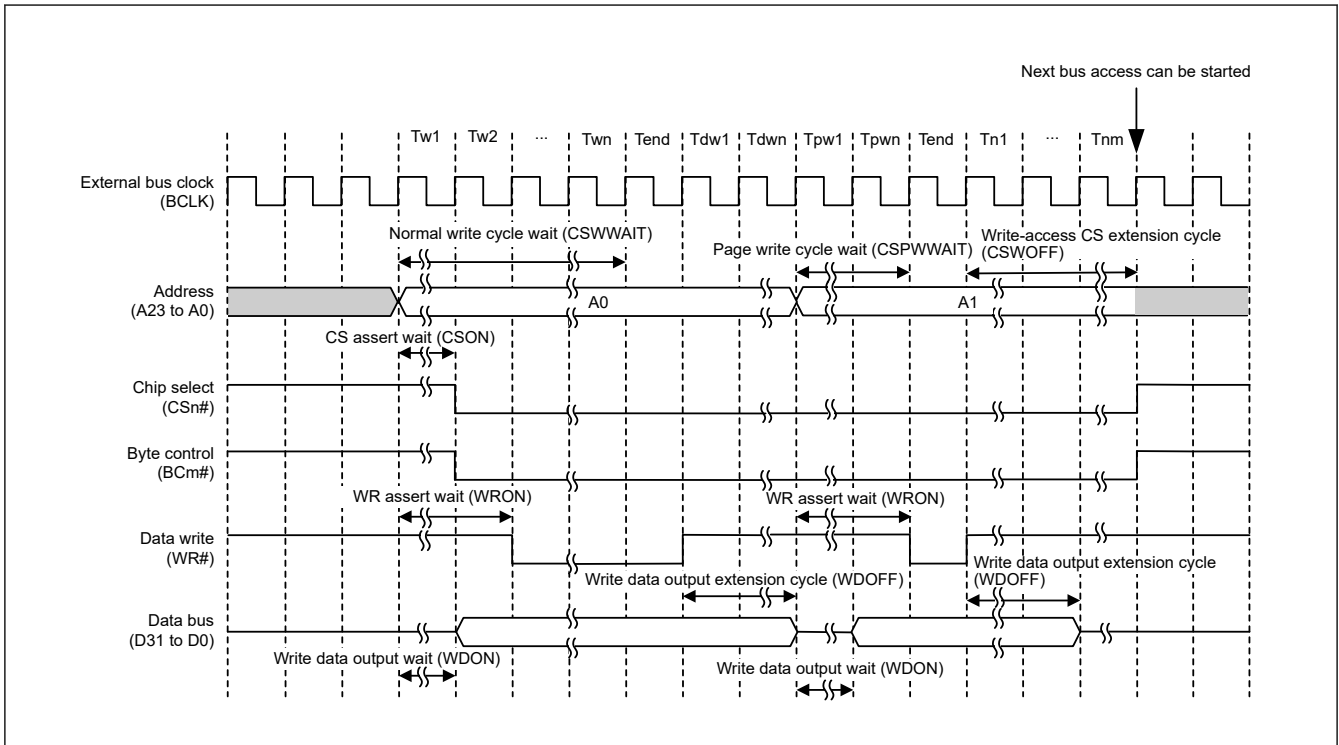 Next bus access can be started
Tw1 Tw2 ... Twn Tend Tdw1 Tdwn Tpw1 Tpwn Tend Tn1 ... Tnm
External bus clock
(BCLK)
Normal write cycle wait (CSWWAIT)
Page write cycle wait (CSPWWAIT)
Write-access CS extension cycle
(CSWOFF)
Address
(A23 to A0)
A0
A1
CS assert wait (CSON)
Chip select
(CSn#)
Byte control
(BCm#)
WR assert wait (WRON)
WR assert wait (WRON)
Data write
(WR#)
Write data output extension cycle (WDOFF)
Write data output extension cycle
(WDOFF)
Data bus
(D31 to D0)
Write data output wait (WDON)
Write data output wait (WDON)